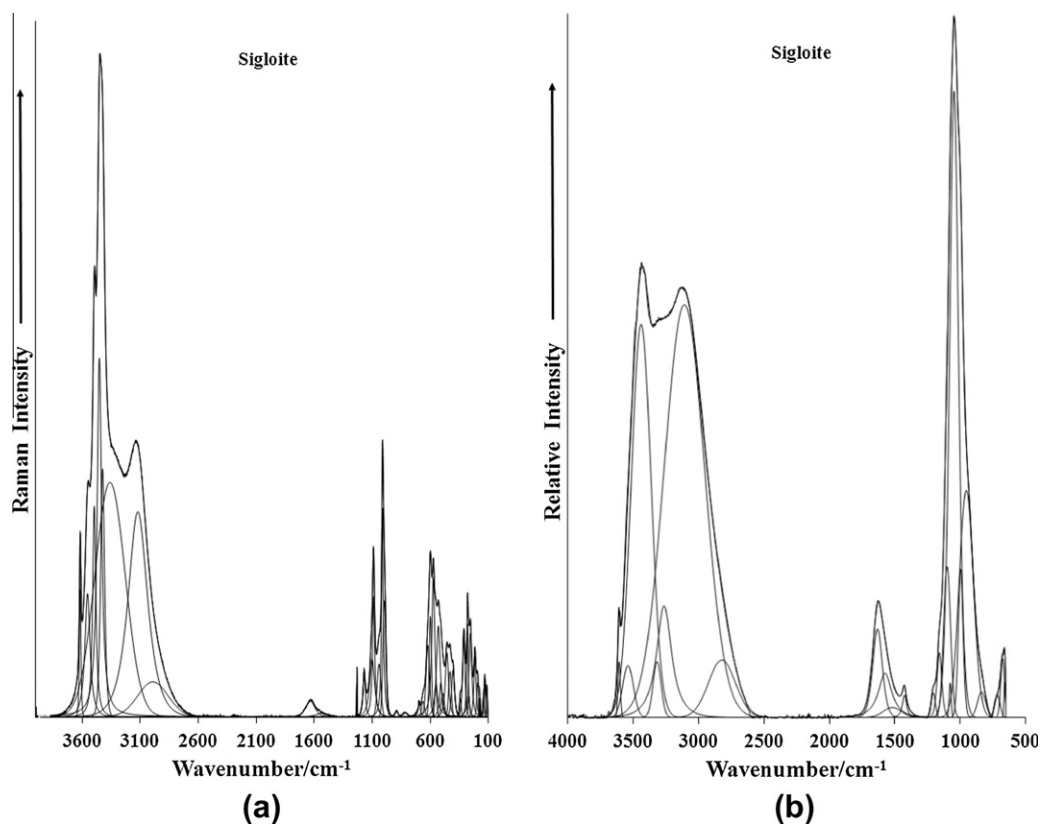 Sigloite
Raman Intensity
3600 3100 2600 2100 1600 1100 600 100
Wavenumber/cm-1
(a)
Sigloite
Relative Intensity
4000 3500 3000 2500 2000 1500 1000 500
Wavenumber/cm-1
(b)